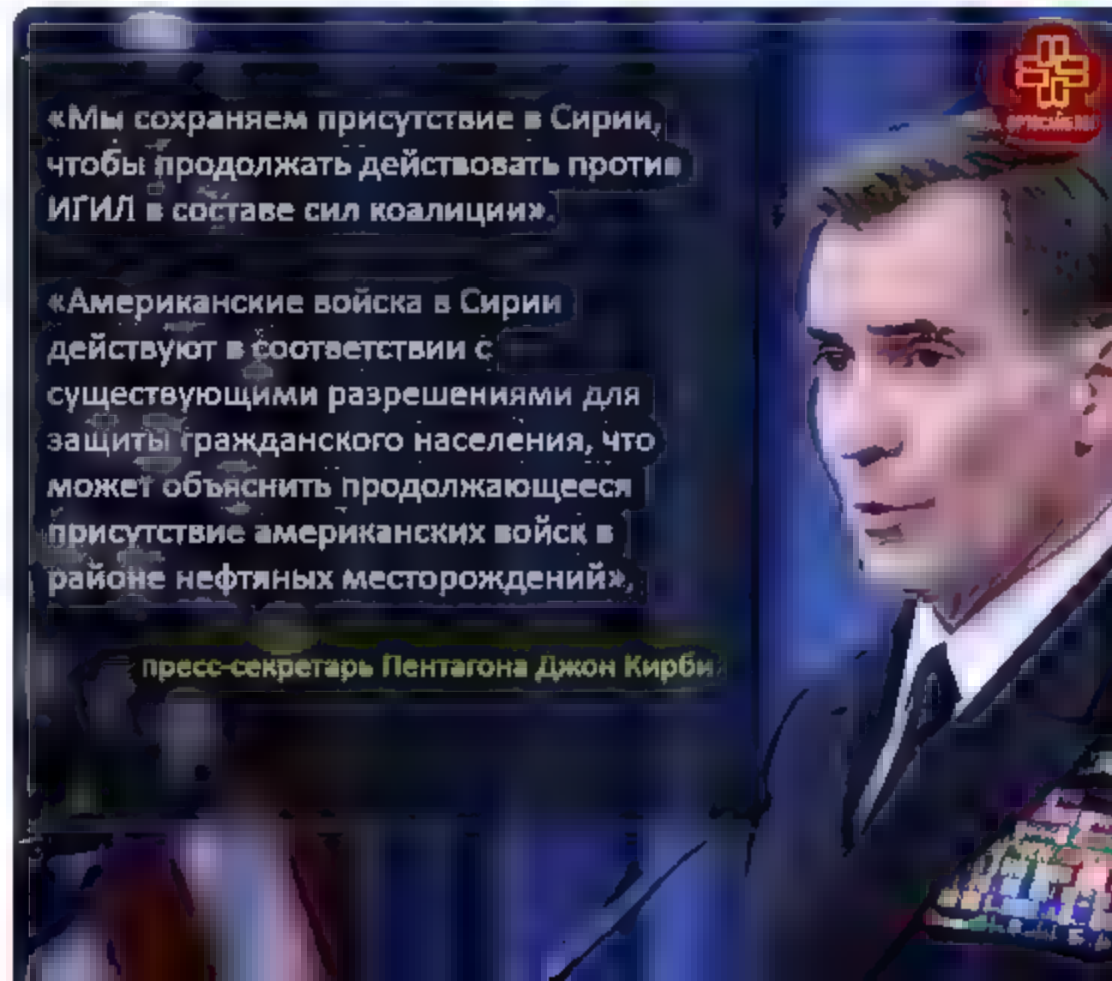 «Мы сохраняем присутствие в Сирии,
чтобы продолжать действовать против
ИГИЛ в составе сил коалиции».
«Американские войска в Сирии
действуют в соответствии с
существующими разрешениями для
защиты гражданского населения, что
может объяснить продолжающееся
присутствие американских войск в
районе нефтяных месторождений»,
пресс-секретарь Пентагона Джон Кирби